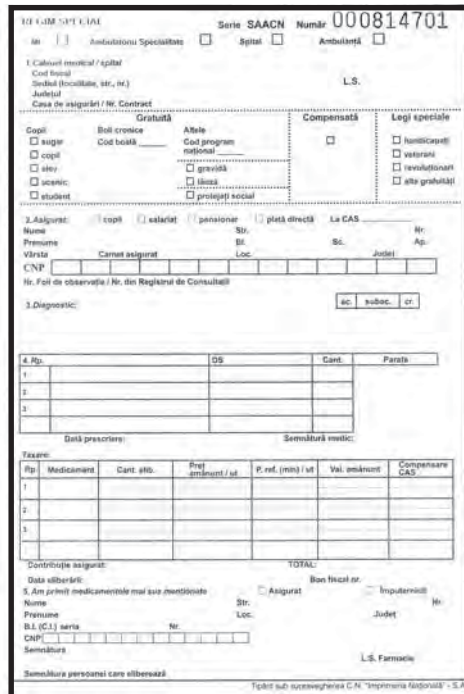 REGIM SPECIAL Serie SAACN Număr 000814701
Ambulatoriu Specialitate Spital Ambulanță
1. Cabinet medical / spital
Cod fiscal
Sediul (localitate, str., nr.) L.S.
Județul
Casa de asigurări / Nr. Contract
Gratuită Compensată Legi speciale
Copii Boli cronice Altele
sugar Cod boală Cod program național handicapați
copil veterani
elev gravidă revoluționari
ucenic lăuză alte gratuități
student protejați social
2. Asigurat: copil salariat pensionar plată directă La CAS
Nume Str. Nr.
Prenume Bl. Sc. Ap.
Vârsta Carnet asigurat Loc. Județ
CNP
Nr. Foii de observație / Nr. din Registrul de Consultații
3. Diagnostic: ac. subac. cr.
4. Rp. DS Cant. Parafa
1
2
3
Dată prescriere: Semnătură medic:
Taxare:
Rp Medicament Cant. elib. Preț amănunt / ut P. ref. (min) / ut Val. amănunt Compensare CAS
1
2
3
Contribuție asigurat: TOTAL:
Data eliberării: Bon fiscal nr.
5. Am primit medicamentele mai sus menționate Asigurat Împuternicit
Nume Str. Nr.
Prenume Loc. Județ
B.I. (C.I.) seria Nr.
CNP
Semnătura
L.S. Farmacie
Semnătura persoanei care eliberează
Tipărit sub supravegherea C.N. "Imprimeria Națională" - S.A.